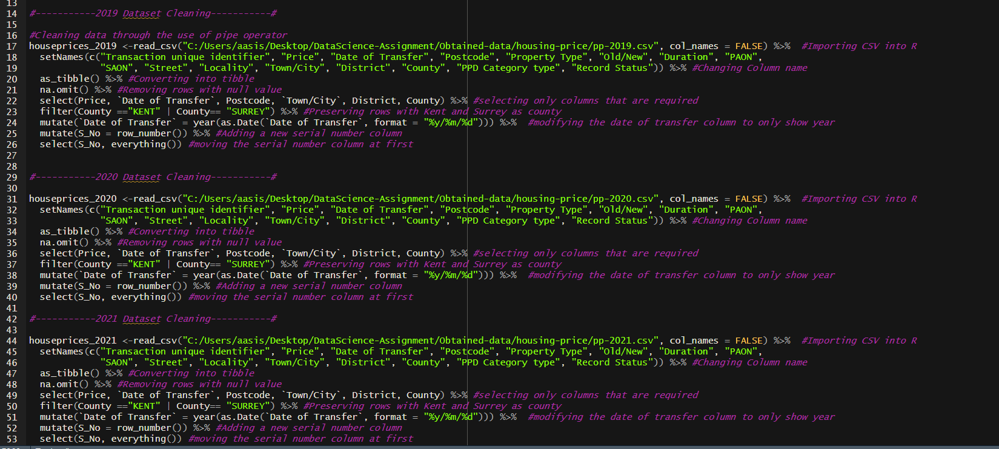 13
14 #-----------2019 Dataset Cleaning-----------#
15
16 #Cleaning data through the use of pipe operator
17 houseprices_2019 <-read_csv("C:/Users/aasis/Desktop/DataScience-Assignment/Obtained-data/housing-price/pp-2019.csv", col_names = FALSE) %>%  #Importing CSV into R
18   setNames(c("Transaction unique identifier", "Price", "Date of Transfer", "Postcode", "Property Type", "Old/New", "Duration", "PAON",
19              "SAON", "Street", "Locality", "Town/City", "District", "County", "PPD Category type", "Record Status")) %>% #Changing Column name
20   as_tibble() %>% #Converting into tibble
21   na.omit() %>% #Removing rows with null value
22   select(Price, `Date of Transfer`, Postcode, `Town/City`, District, County) %>% #selecting only columns that are required
23   filter(County =="KENT" | County== "SURREY") %>% #Preserving rows with Kent and Surrey as county
24   mutate(`Date of Transfer` = year(as.Date(`Date of Transfer`, format = "%y/%m/%d"))) %>%  #modifying the date of transfer column to only show year
25   mutate(S_No = row_number()) %>% #Adding a new serial number column
26   select(S_No, everything()) #moving the serial number column at first
27
28
29 #-----------2020 Dataset Cleaning-----------#
30
31 houseprices_2020 <-read_csv("C:/Users/aasis/Desktop/DataScience-Assignment/Obtained-data/housing-price/pp-2020.csv", col_names = FALSE) %>%  #Importing CSV into R
32   setNames(c("Transaction unique identifier", "Price", "Date of Transfer", "Postcode", "Property Type", "Old/New", "Duration", "PAON",
33              "SAON", "Street", "Locality", "Town/City", "District", "County", "PPD Category type", "Record Status")) %>% #Changing Column name
34   as_tibble() %>% #Converting into tibble
35   na.omit() %>% #Removing rows with null value
36   select(Price, `Date of Transfer`, Postcode, `Town/City`, District, County) %>% #selecting only columns that are required
37   filter(County =="KENT" | County== "SURREY") %>% #Preserving rows with Kent and Surrey as county
38   mutate(`Date of Transfer` = year(as.Date(`Date of Transfer`, format = "%y/%m/%d"))) %>%  #modifying the date of transfer column to only show year
39   mutate(S_No = row_number()) %>% #Adding a new serial number column
40   select(S_No, everything()) #moving the serial number column at first
41
42 #-----------2021 Dataset Cleaning-----------#
43
44 houseprices_2021 <-read_csv("C:/Users/aasis/Desktop/DataScience-Assignment/Obtained-data/housing-price/pp-2021.csv", col_names = FALSE) %>%  #Importing CSV into R
45   setNames(c("Transaction unique identifier", "Price", "Date of Transfer", "Postcode", "Property Type", "Old/New", "Duration", "PAON",
46              "SAON", "Street", "Locality", "Town/City", "District", "County", "PPD Category type", "Record Status")) %>% #Changing Column name
47   as_tibble() %>% #Converting into tibble
48   na.omit() %>% #Removing rows with null value
49   select(Price, `Date of Transfer`, Postcode, `Town/City`, District, County) %>% #selecting only columns that are required
50   filter(County =="KENT" | County== "SURREY") %>% #Preserving rows with Kent and Surrey as county
51   mutate(`Date of Transfer` = year(as.Date(`Date of Transfer`, format = "%y/%m/%d"))) %>%  #modifying the date of transfer column to only show year
52   mutate(S_No = row_number()) %>% #Adding a new serial number column
53   select(S_No, everything()) #moving the serial number column at first